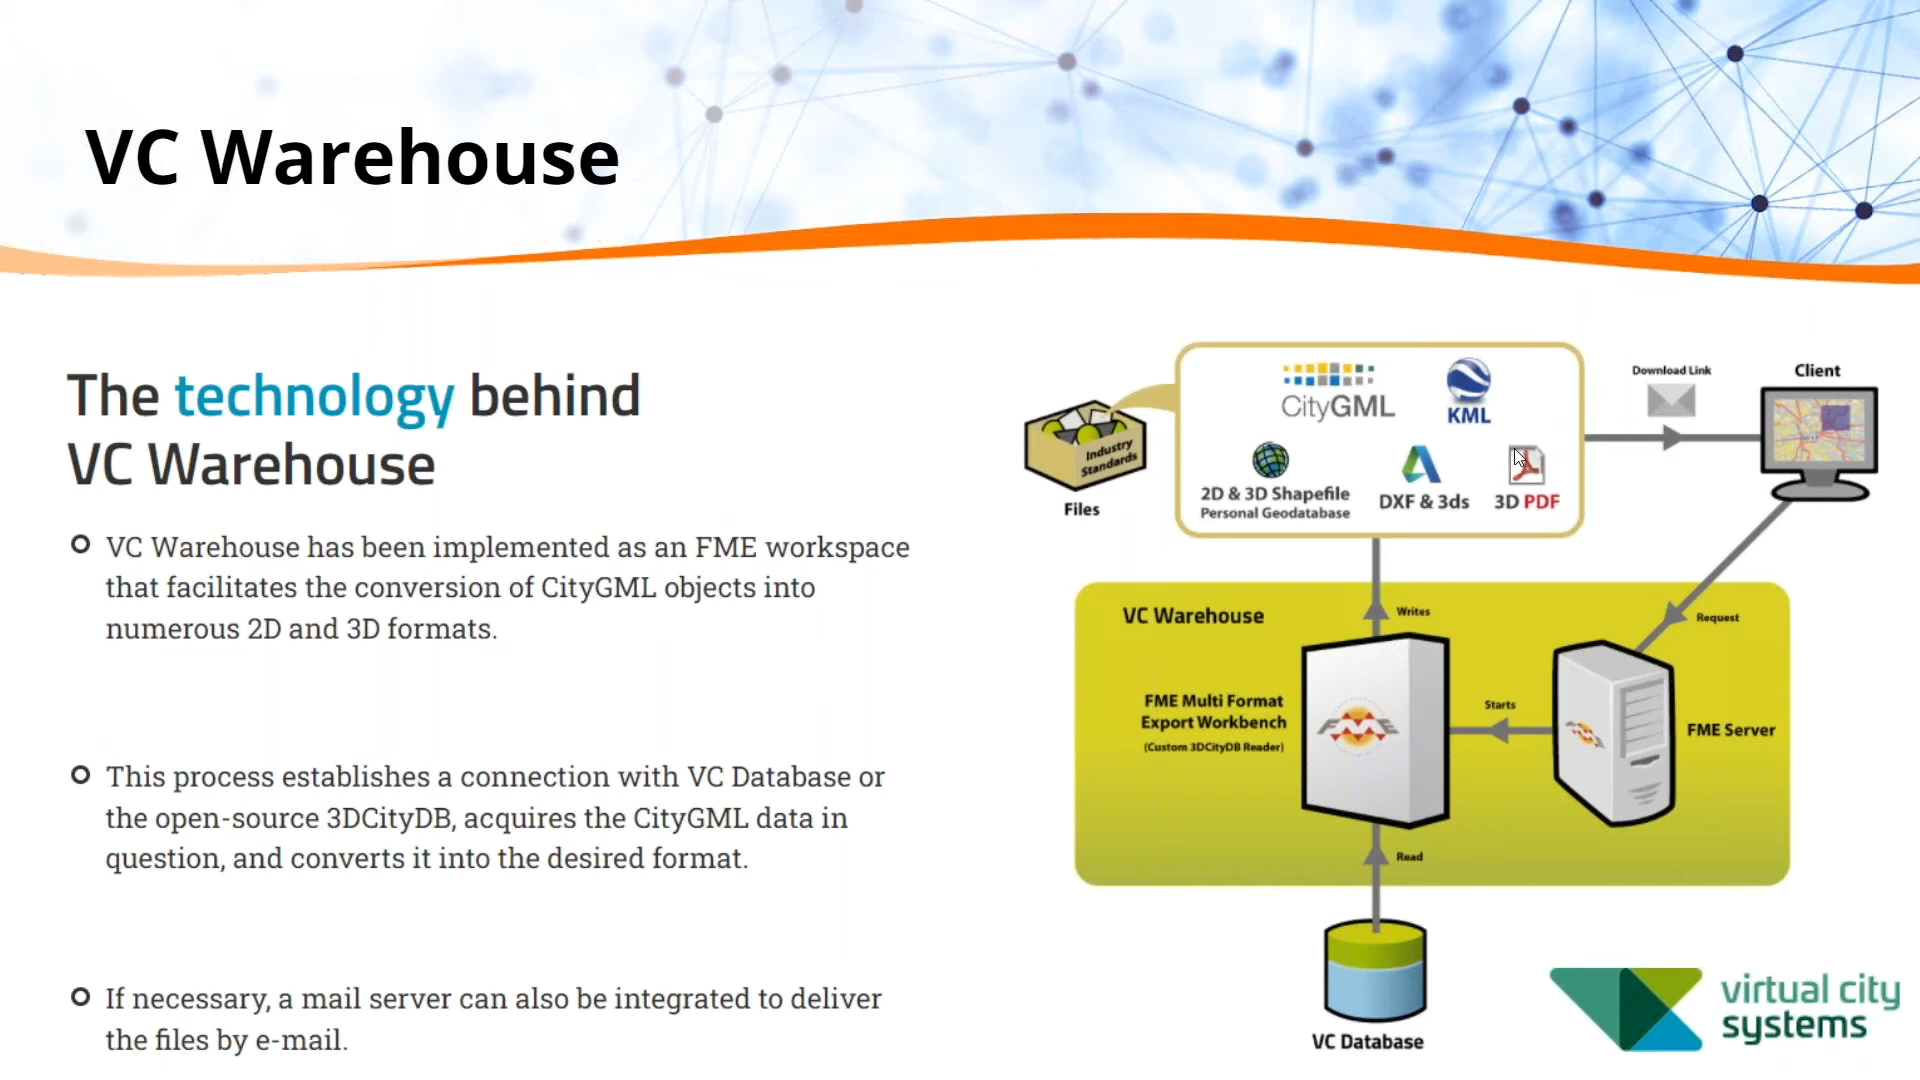 VC Warehouse
The technology behind
VC Warehouse
VC Warehouse has been implemented as an FME workspace
that facilitates the conversion of CityGML objects into
numerous 2D and 3D formats.
This process establishes a connection with VC Database or
the open-source 3DCityDB, acquires the CityGML data in
question, and converts it into the desired format.
If necessary, a mail server can also be integrated to deliver
the files by e-mail.
Industry
Standards
Files
CityGML
KML
2D & 3D Shapefile
Personal Geodatabase
DXF & 3ds
3D PDF
Download Link
Client
VC Warehouse
Writes
Request
FME Multi Format
Export Workbench
(Custom 3DCityDB Reader)
FME
Starts
FME
FME Server
Read
VC Database
virtual city
systems